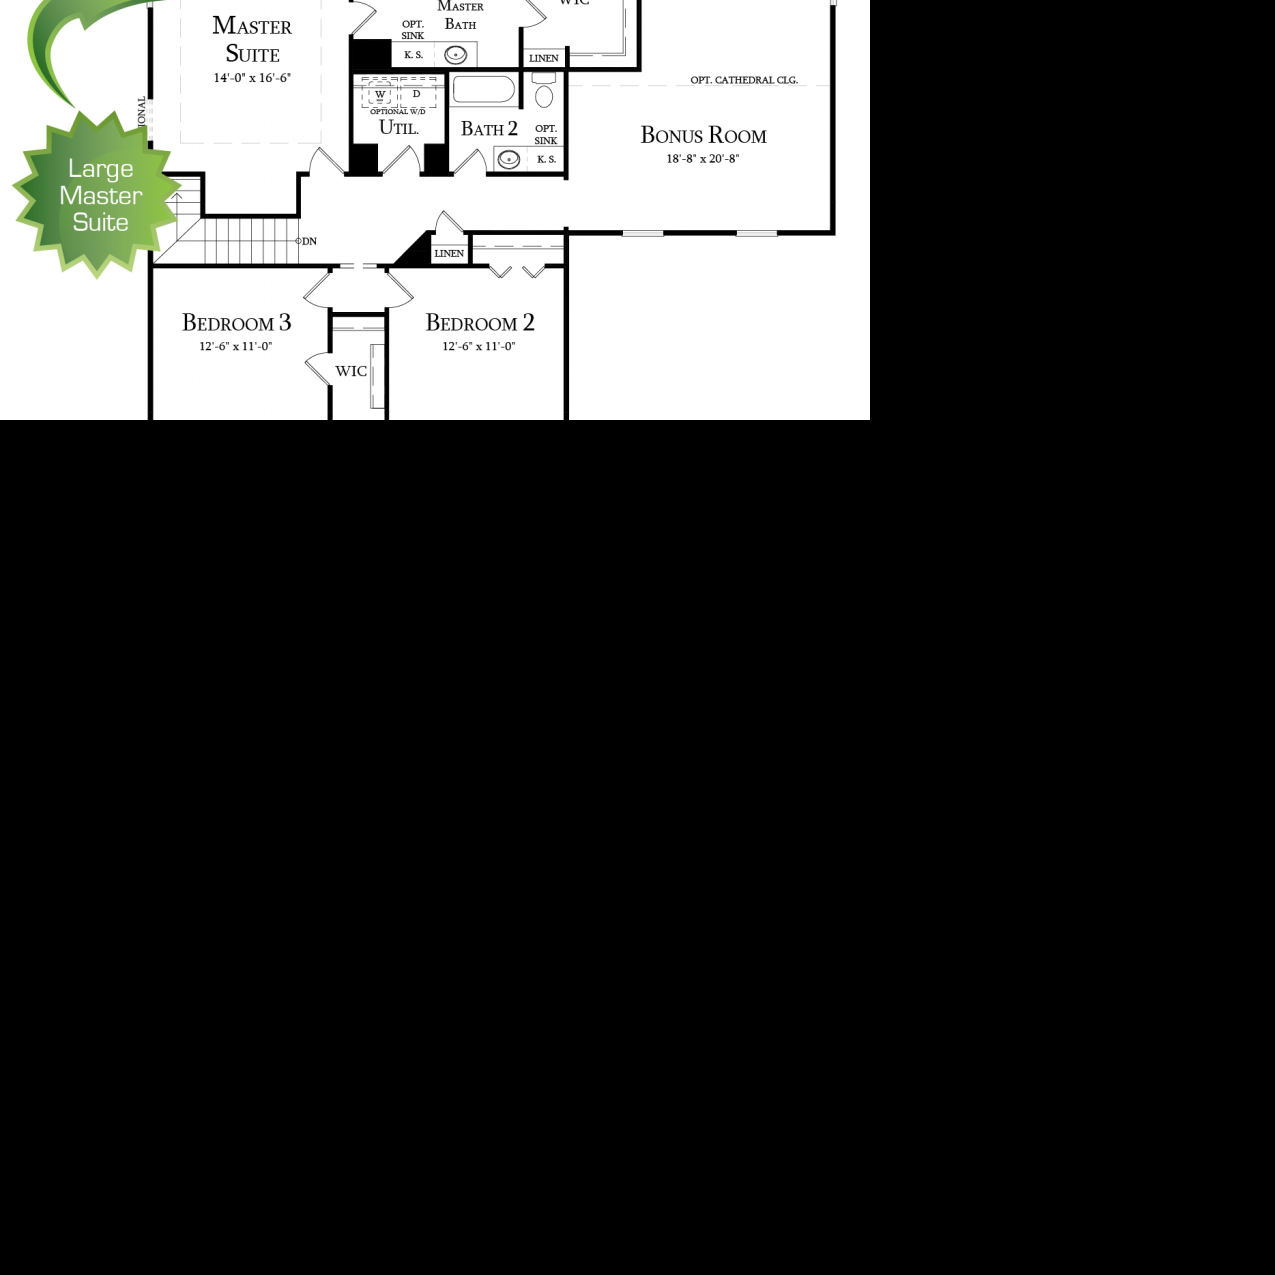 MASTER
BATH
WIC
OPT.
SINK
K. S.
LINEN
MASTER
SUITE
14'-0" x 16'-6"
OPT. CATHEDRAL CLG.
W
D
OPTIONAL W/D
UTIL.
BATH 2
OPT.
SINK
K. S.
BONUS ROOM
18'-8" x 20'-8"
Large
Master
Suite
DN
LINEN
BEDROOM 3
12'-6" x 11'-0"
BEDROOM 2
12'-6" x 11'-0"
WIC